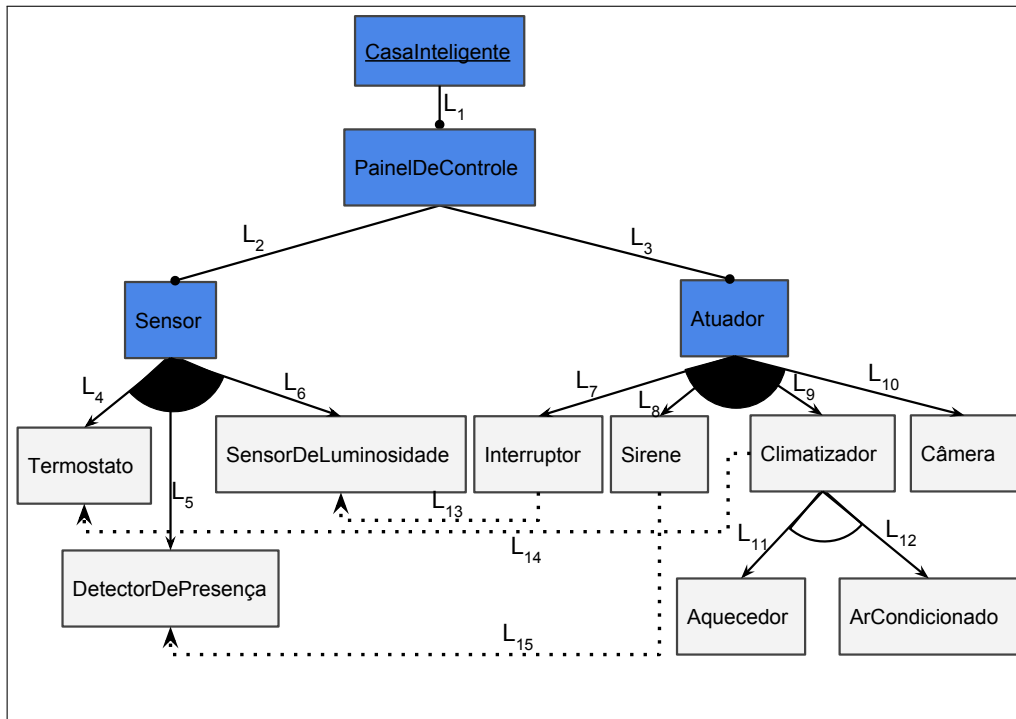 CasaInteligente
L1
PainelDeControle
L2
L3
Sensor
Atuador
L4
L6
L7
L8
L9
L10
Termostato
SensorDeLuminosidade
Interruptor
Sirene
Climatizador
Câmera
L5
L13
L14
L11
L12
DetectorDePresença
Aquecedor
ArCondicionado
L15